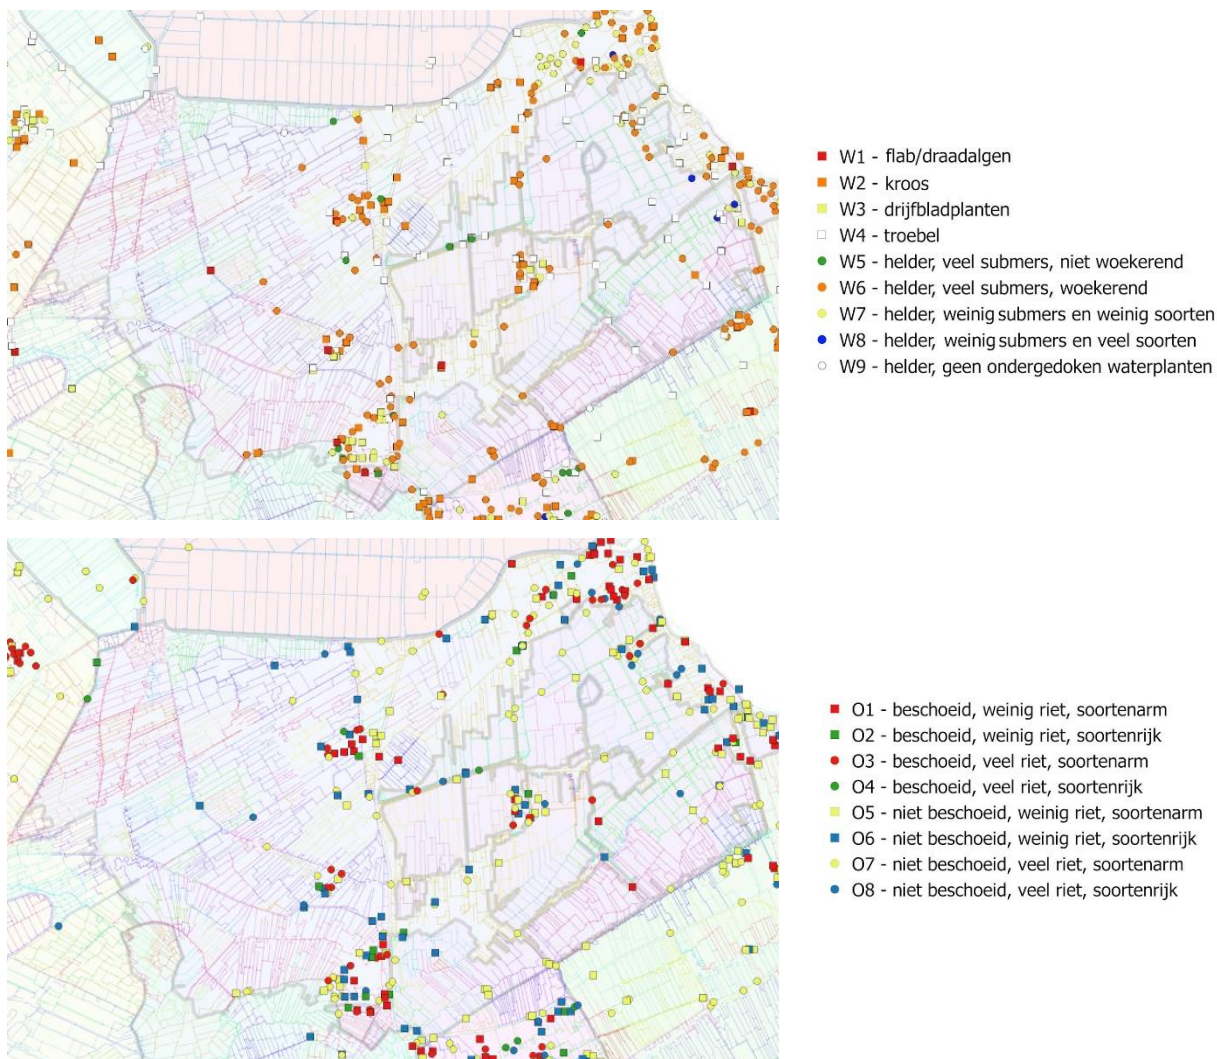 W1 - flab/draadalgen
W2 - kroos
W3 - drijfbladplanten
W4 - troebel
W5 - helder, veel submers, niet woekerend
W6 - helder, veel submers, woekerend
W7 - helder, weinig submers en weinig soorten
W8 - helder, weinig submers en veel soorten
W9 - helder, geen ondergedoken waterplanten
O1 - beschoeid, weinig riet, soortenarm
O2 - beschoeid, weinig riet, soortenrijk
O3 - beschoeid, veel riet, soortenarm
O4 - beschoeid, veel riet, soortenrijk
O5 - niet beschoeid, weinig riet, soortenarm
O6 - niet beschoeid, weinig riet, soortenrijk
O7 - niet beschoeid, veel riet, soortenarm
O8 - niet beschoeid, veel riet, soortenrijk